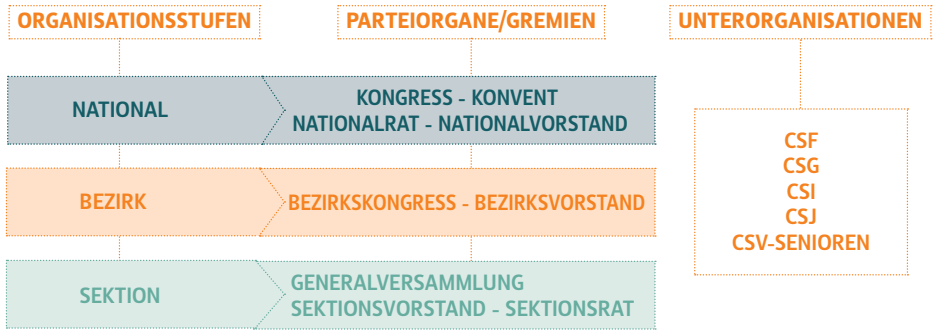 ORGANISATIONSSTUFEN
PARTEIORGANE/GREMIEN
UNTERORGANISATIONEN
NATIONAL
KONGRESS - KONVENT
NATIONALRAT - NATIONALVORSTAND
BEZIRK
BEZIRKSKONGRESS - BEZIRKSVORSTAND
SEKTION
GENERALVERSAMMLUNG
SEKTIONSVORSTAND - SEKTIONSRAT
CSF
CSG
CSI
CSJ
CSV-SENIOREN